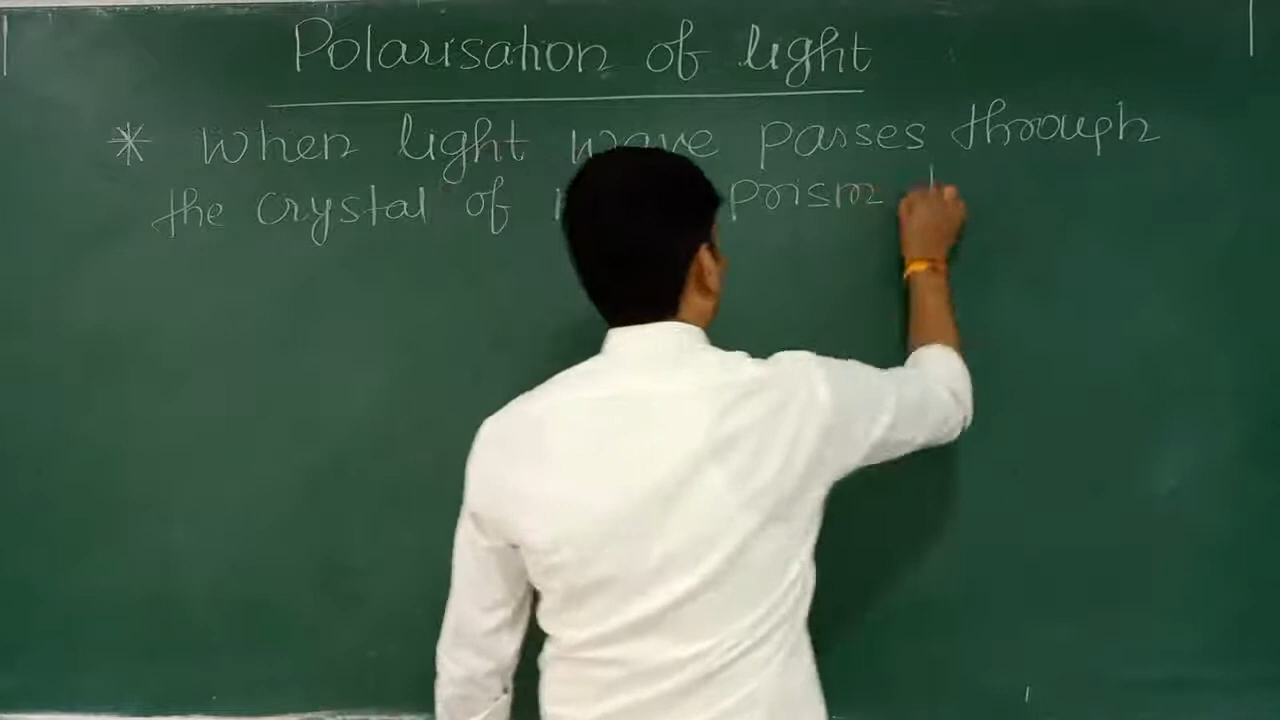 Polarisation of light
* When light wave passes through
the crystal of prism